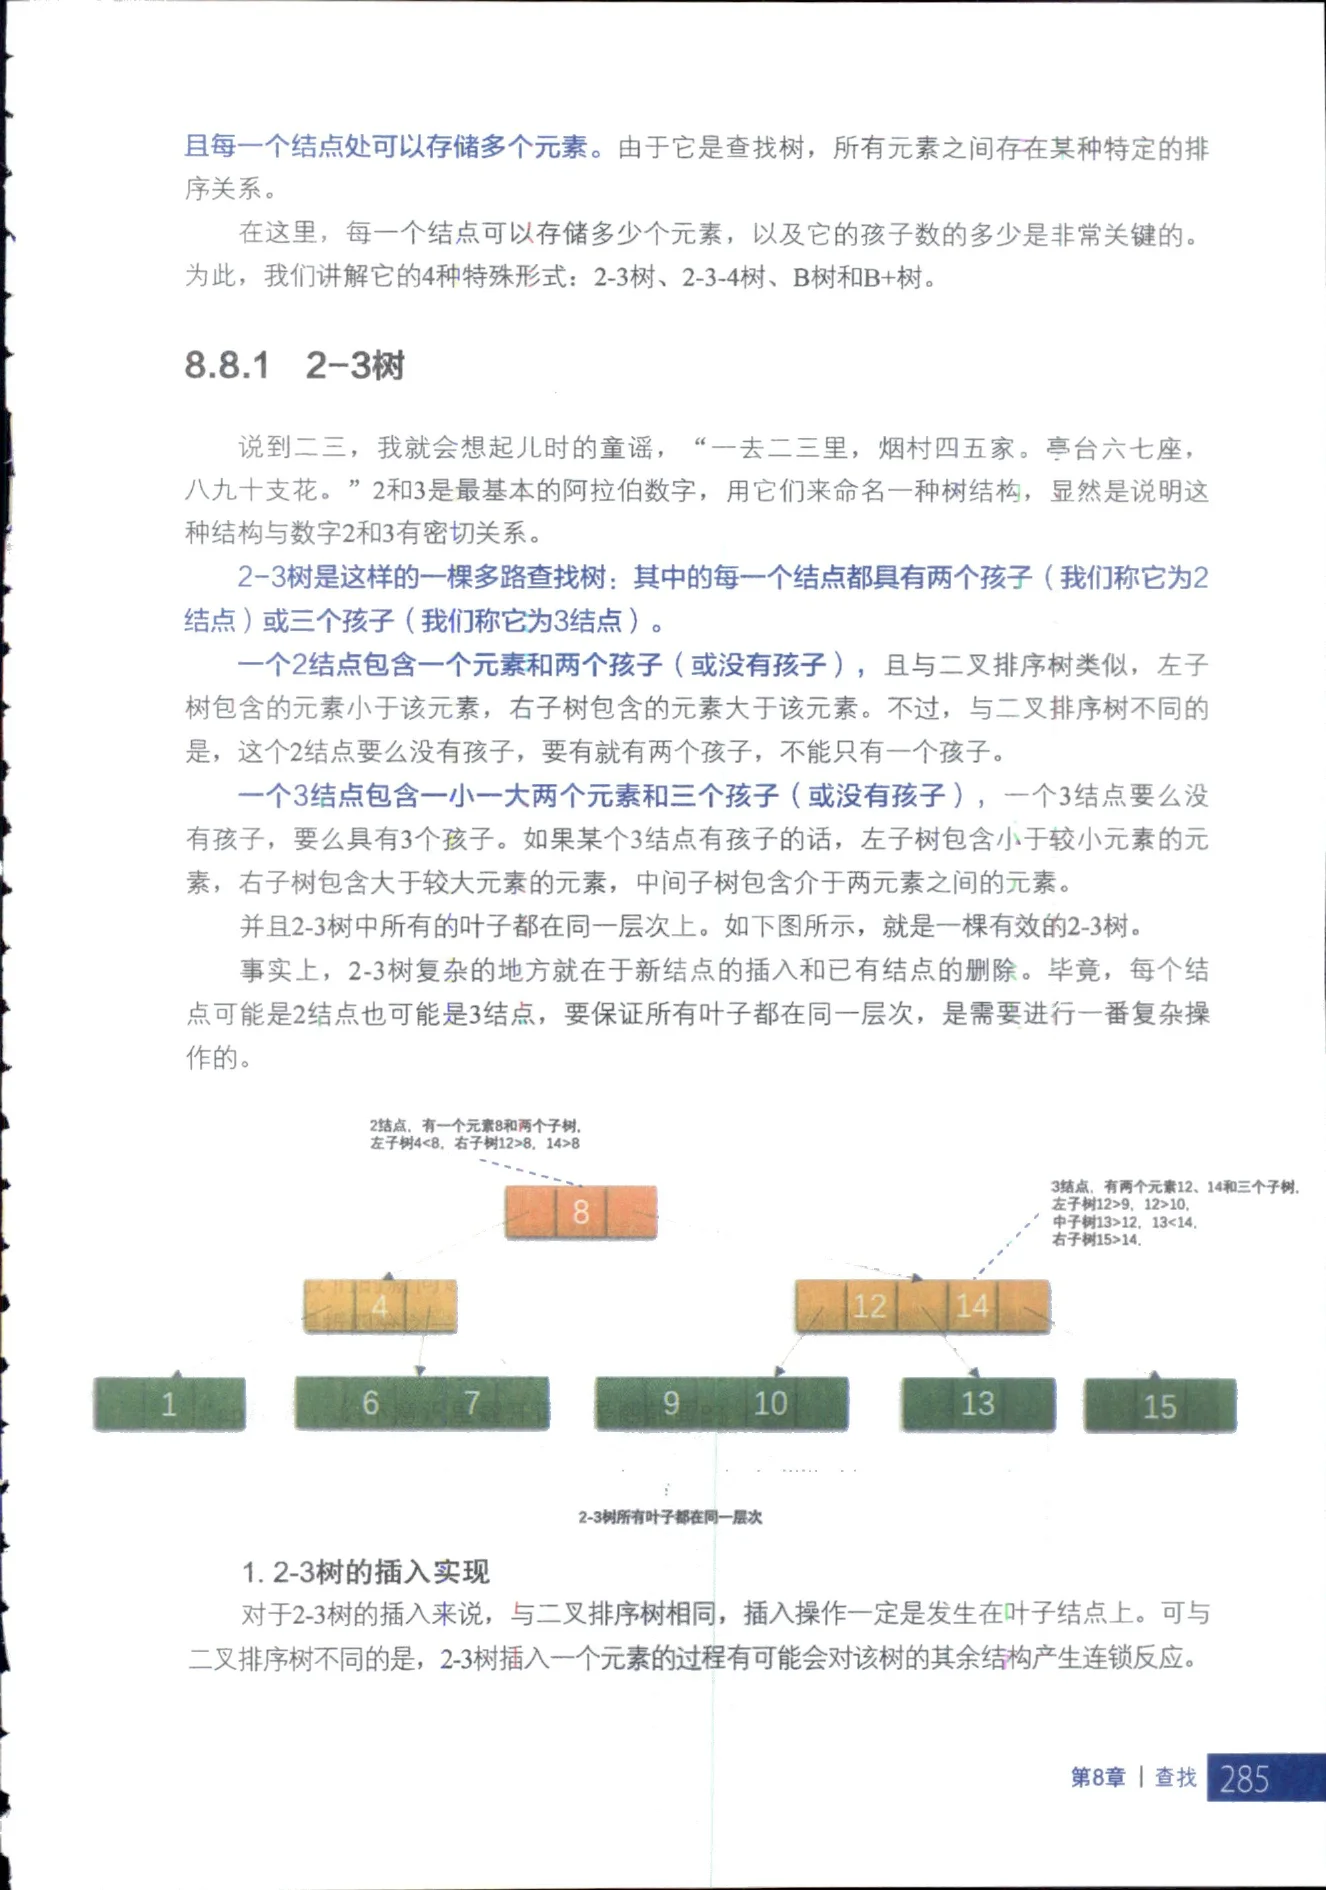 且每一个结点处可以存储多个元素。由于它是查找树，所有元素之间存在某种特定的排
序关系。
在这里，每一个结点可以存储多少个元素，以及它的孩子数的多少是非常关键的。
为此，我们讲解它的4种特殊形式：2-3树、2-3-4树、B树和B+树。
8.8.1 2-3树
说到二三，我就会想起儿时的童谣，“一去二三里，烟村四五家。亭台六七座，
八九十支花。”2和3是最基本的阿拉伯数字，用它们来命名一种树结构，显然是说明这
种结构与数字2和3有密切关系。
2-3树是这样的一棵多路查找树：其中的每一个结点都具有两个孩子（我们称它为2
结点）或三个孩子（我们称它为3结点）。
一个2结点包含一个元素和两个孩子（或没有孩子），且与二叉排序树类似，左子
树包含的元素小于该元素，右子树包含的元素大于该元素。不过，与二叉排序树不同的
是，这个2结点要么没有孩子，要有就有两个孩子，不能只有一个孩子。
一个3结点包含一小一大两个元素和三个孩子（或没有孩子），一个3结点要么没
有孩子，要么具有3个孩子。如果某个3结点有孩子的话，左子树包含小于较小元素的元
素，右子树包含大于较大元素的元素，中间子树包含介于两元素之间的元素。
并且2-3树中所有的叶子都在同一层次上。如下图所示，就是一棵有效的2-3树。
事实上，2-3树复杂的地方就在于新结点的插入和已有结点的删除。毕竟，每个结
点可能是2结点也可能是3结点，要保证所有叶子都在同一层次，是需要进行一番复杂操
作的。
2结点，有一个元素8和两个子树，
左子树4<8，右子树12>8，14>8
3结点，有两个元素12、14和三个子树，
左子树12>9，12>10，
中子树13>12，13<14，
右子树15>14，
8
4
12 14
1
6 7
9 10
13
15
2-3树所有叶子都在同一层次
1. 2-3树的插入实现
对于2-3树的插入来说，与二叉排序树相同，插入操作一定是发生在叶子结点上。可与
二叉排序树不同的是，2-3树插入一个元素的过程有可能会对该树的其余结构产生连锁反应。
第8章 | 查找 285